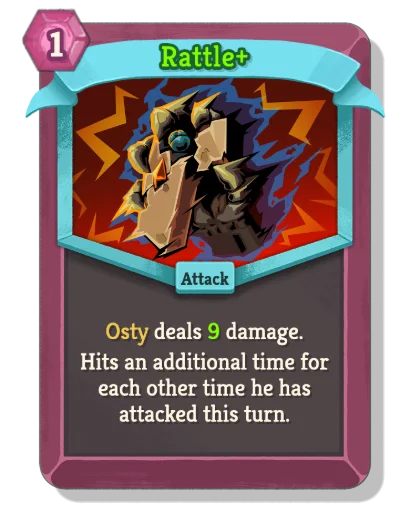 1
Rattle+
Attack
Osty deals 9 damage.
Hits an additional time for
each other time he has
attacked this turn.